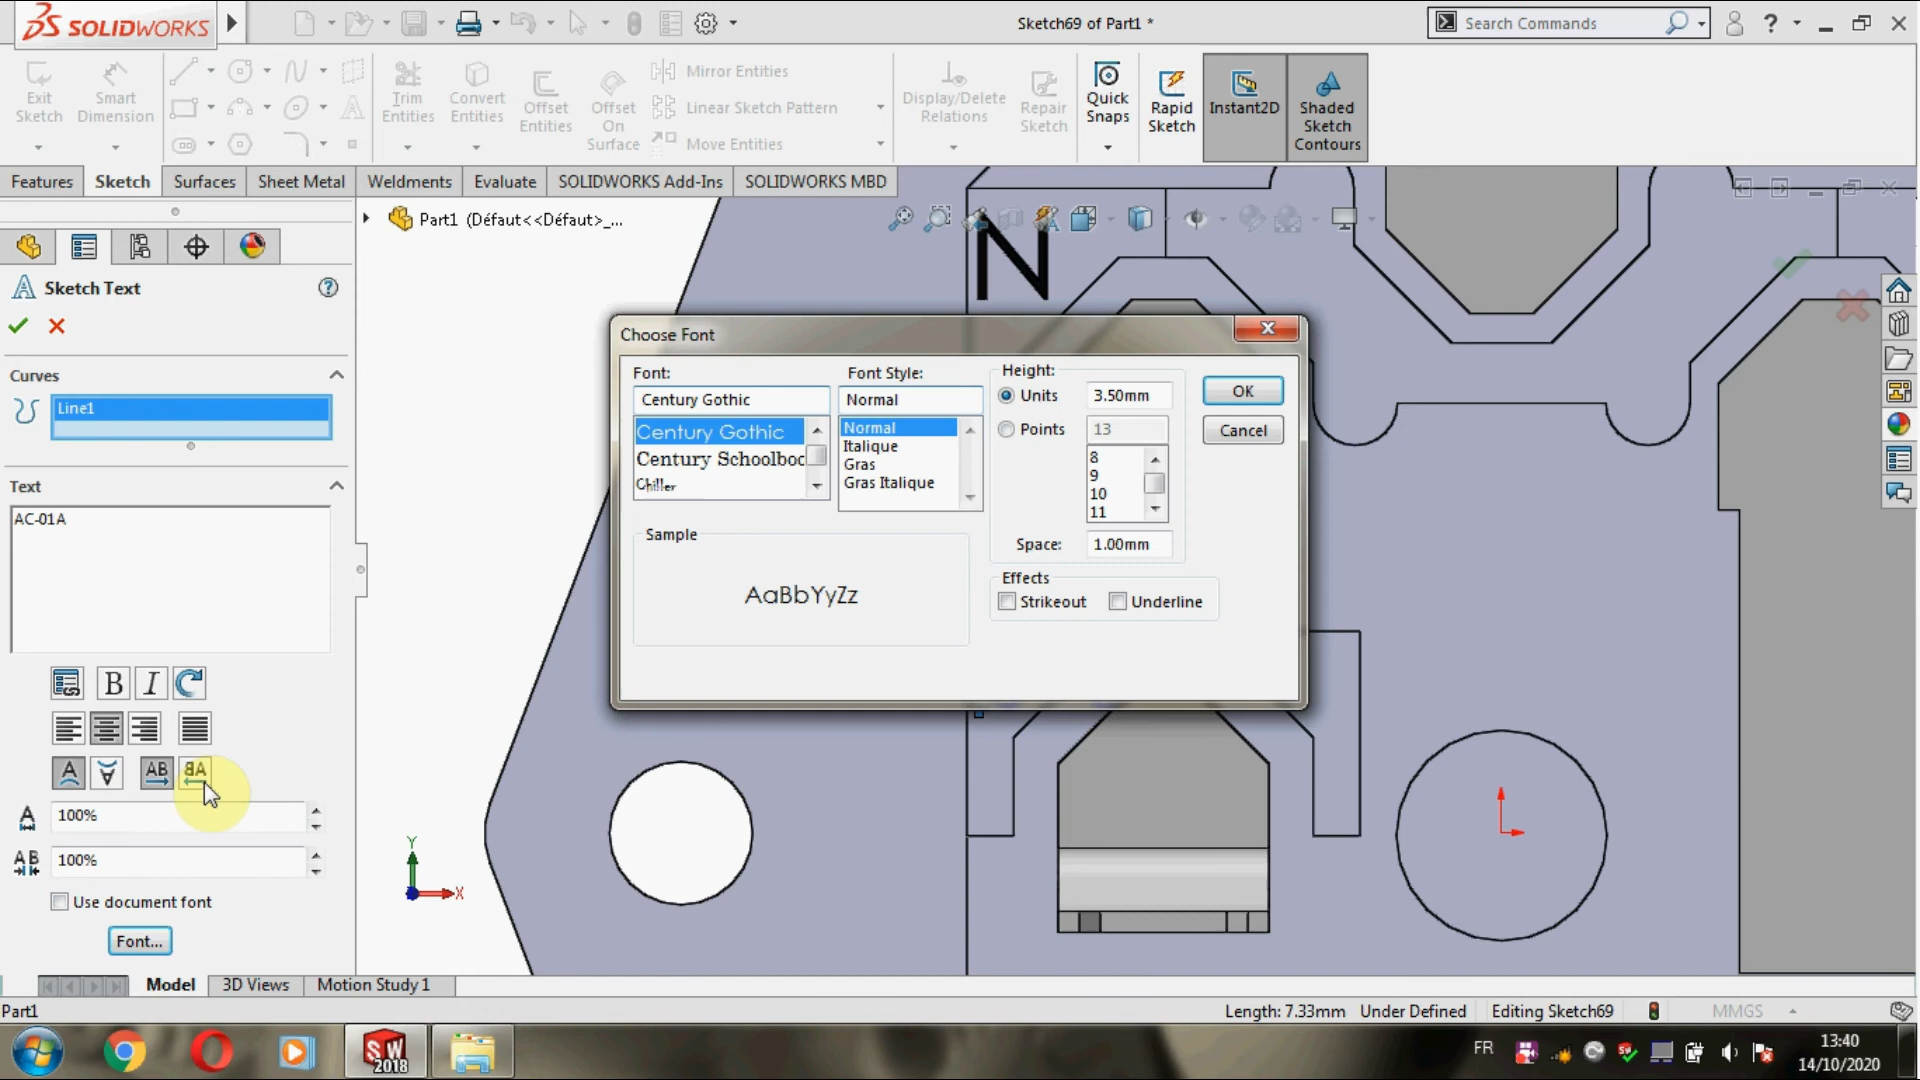 SOLIDWORKS
Sketch69 of Part1 *
Search Commands
?
Exit
Sketch
Smart
Dimension
Trim
Entities
Convert
Entities
Offset
Entities
Offset
On
Surface
Mirror Entities
Linear Sketch Pattern
Move Entities
Display/Delete
Relations
Repair
Sketch
Quick
Snaps
Rapid
Sketch
Instant2D
Shaded
Sketch
Contours
Features
Sketch
Surfaces
Sheet Metal
Weldments
Evaluate
SOLIDWORKS Add-Ins
SOLIDWORKS MBD
Part1 (Défaut<<Défaut>_...
N
Sketch Text
?
Curves
Line1
Text
AC-01A
B I
A A AB BA
A 100%
A B 100%
Use document font
Font...
Choose Font
Font:
Century Gothic
Century Gothic
Century Schoolboo
Chiller
Font Style:
Normal
Normal
Italique
Gras
Gras Italique
Height:
Units 3.50mm
Points 13
8
9
10
11
Space: 1.00mm
OK
Cancel
Sample
AaBbYyZz
Effects
Strikeout
Underline
Y
X
Model
3D Views
Motion Study 1
Part1
Length: 7.33mm
Under Defined
Editing Sketch69
MMGS
SW
2018
FR
13:40
14/10/2020